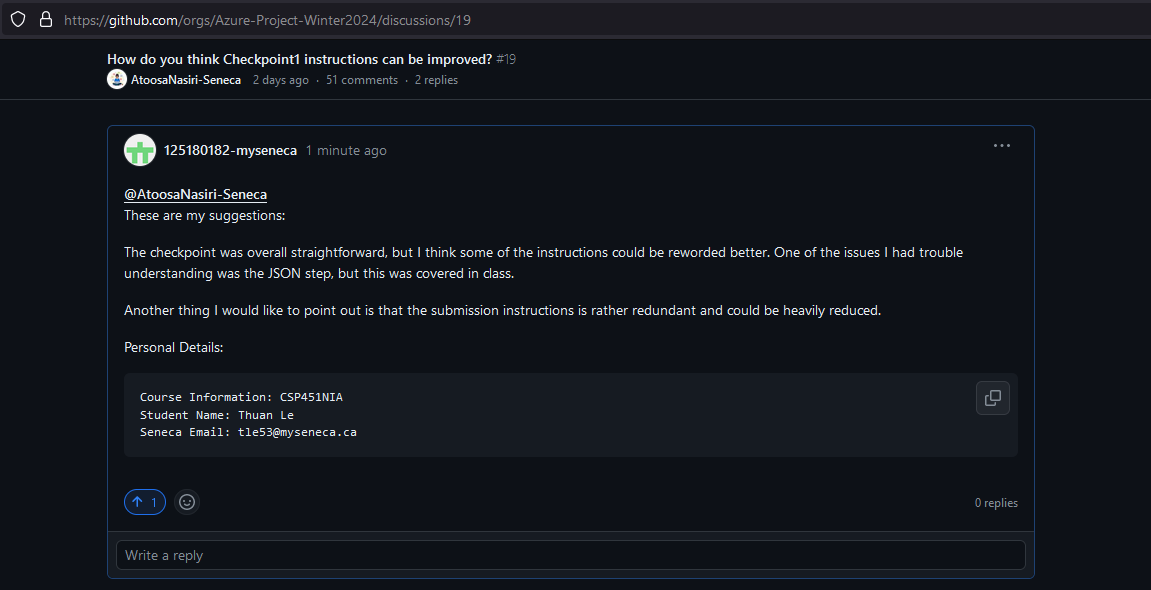 https://github.com/orgs/Azure-Project-Winter2024/discussions/19
How do you think Checkpoint1 instructions can be improved? #19
AtoosaNasiri-Seneca 2 days ago · 51 comments · 2 replies
125180182-myseneca 1 minute ago
@AtoosaNasiri-Seneca
These are my suggestions:
The checkpoint was overall straightforward, but I think some of the instructions could be reworded better. One of the issues I had trouble
understanding was the JSON step, but this was covered in class.
Another thing I would like to point out is that the submission instructions is rather redundant and could be heavily reduced.
Personal Details:
Course Information: CSP451NIA
Student Name: Thuan Le
Seneca Email: tle53@myseneca.ca
1
0 replies
Write a reply